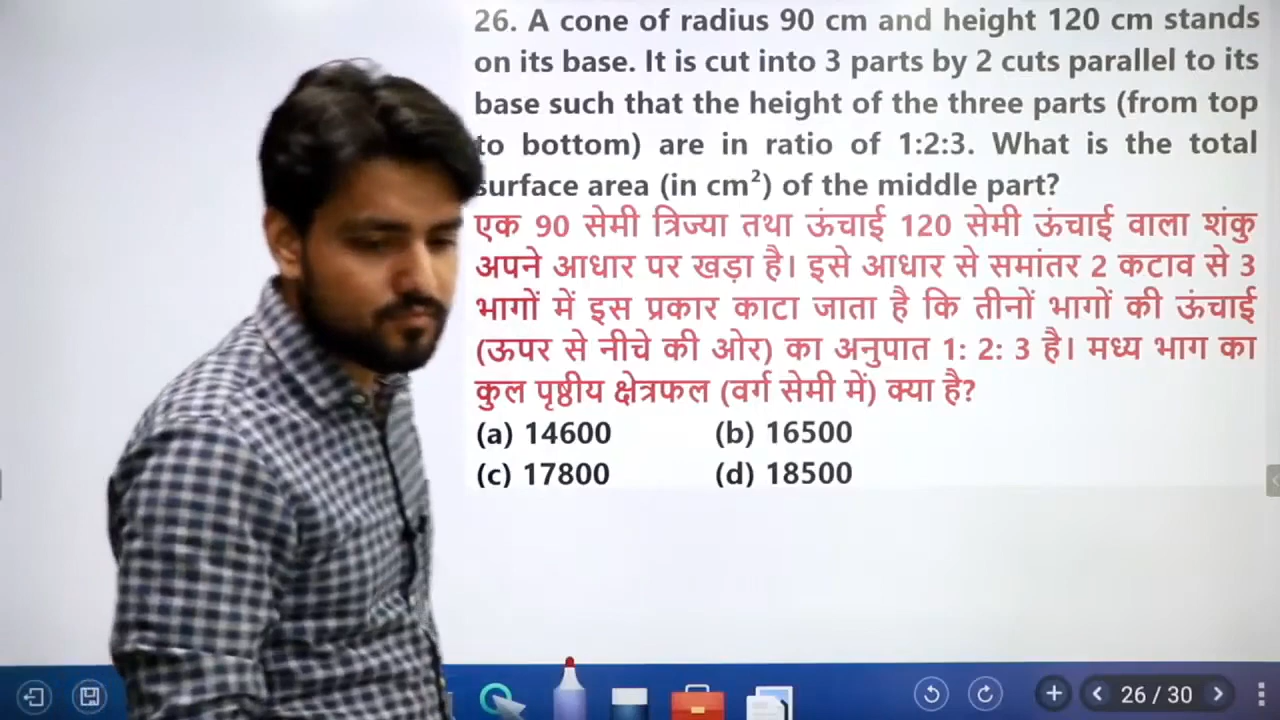 26. A cone of radius 90 cm and height 120 cm stands
on its base. It is cut into 3 parts by 2 cuts parallel to its
base such that the height of the three parts (from top
to bottom) are in ratio of 1:2:3. What is the total
surface area (in cm²) of the middle part?
एक 90 सेमी त्रिज्या तथा ऊंचाई 120 सेमी ऊंचाई वाला शंकु
अपने आधार पर खड़ा है। इसे आधार से समांतर 2 कटाव से 3
भागों में इस प्रकार काटा जाता है कि तीनों भागों की ऊंचाई
(ऊपर से नीचे की ओर) का अनुपात 1: 2: 3 है। मध्य भाग का
कुल पृष्ठीय क्षेत्रफल (वर्ग सेमी में) क्या है?
(a) 14600 (b) 16500
(c) 17800 (d) 18500
26 / 30